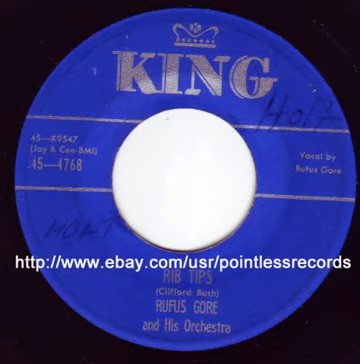 KING
Holt
45—K9547
(Jay & Cee-BMI)
45—4768
Vocal by
Rufus Gore
HOLT
http://www.ebay.com/usr/pointlessrecords
RIB TIPS
(Clifford Bush)
RUFUS GORE
and His Orchestra